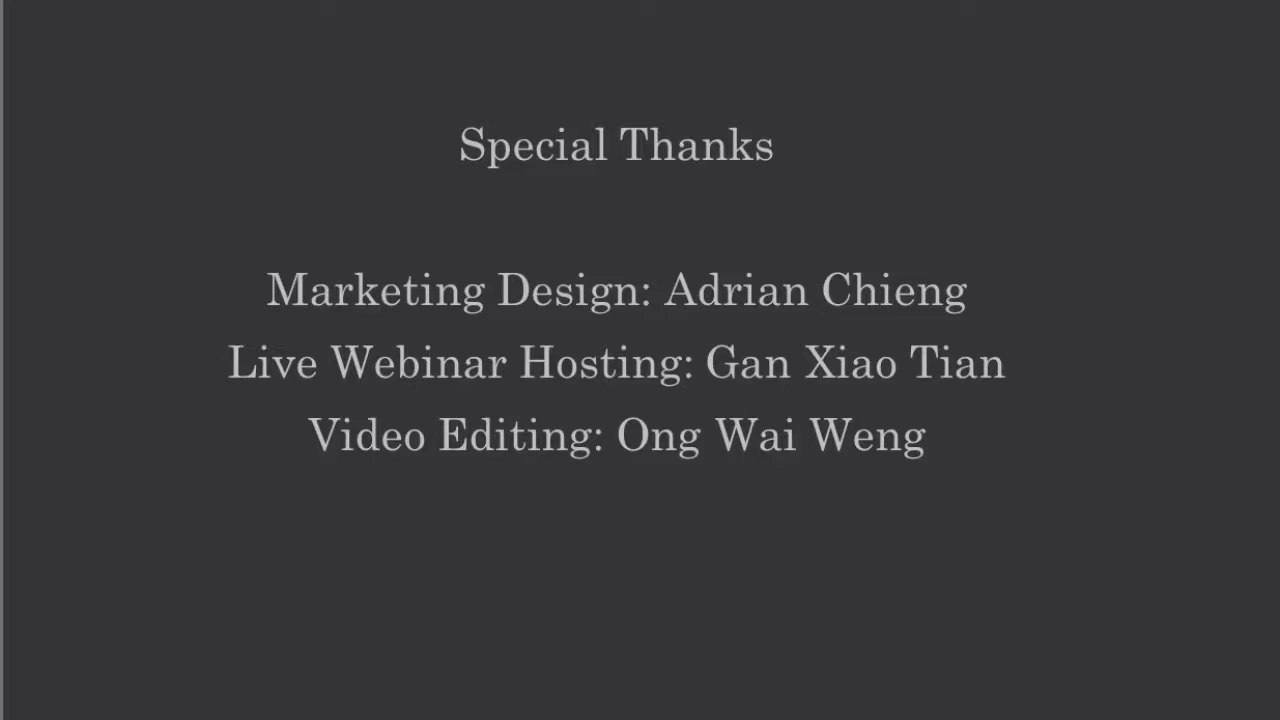 Special Thanks
Marketing Design: Adrian Chieng
Live Webinar Hosting: Gan Xiao Tian
Video Editing: Ong Wai Weng